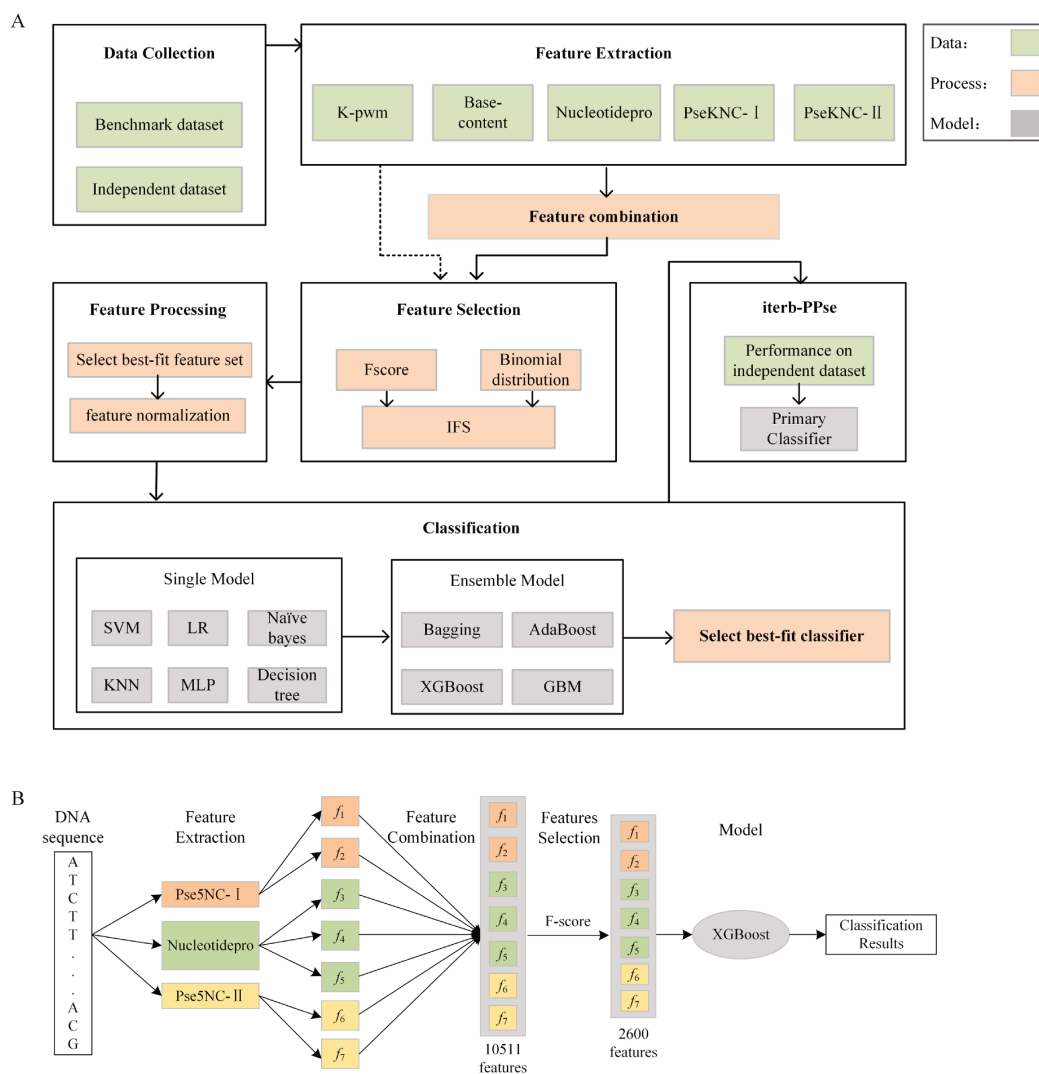 A
Data Collection
Benchmark dataset
Independent dataset
Feature Extraction
K-pwm
Base-
content
Nucleotidepro
PseKNC-Ⅰ
PseKNC-Ⅱ
Data：
Process：
Model：
Feature combination
Feature Processing
Select best-fit feature set
feature normalization
Feature Selection
Fscore
Binomial
distribution
IFS
iterb-PPse
Performance on
independent dataset
Primary
Classifier
Classification
Single Model
SVM
LR
Naïve
bayes
KNN
MLP
Decision
tree
Ensemble Model
Bagging
AdaBoost
XGBoost
GBM
Select best-fit classifier
B
DNA
sequence
A
T
C
T
T
.
.
.
A
C
G
Feature
Extraction
Pse5NC-Ⅰ
Nucleotidepro
Pse5NC-Ⅱ
f₁
f₂
f₃
f₄
f₅
f₆
f₇
Feature
Combination
f₁
f₂
f₃
f₄
f₅
f₆
f₇
10511
features
Features
Selection
F-score
f₁
f₂
f₃
f₄
f₅
f₆
f₇
2600
features
Model
XGBoost
Classification
Results